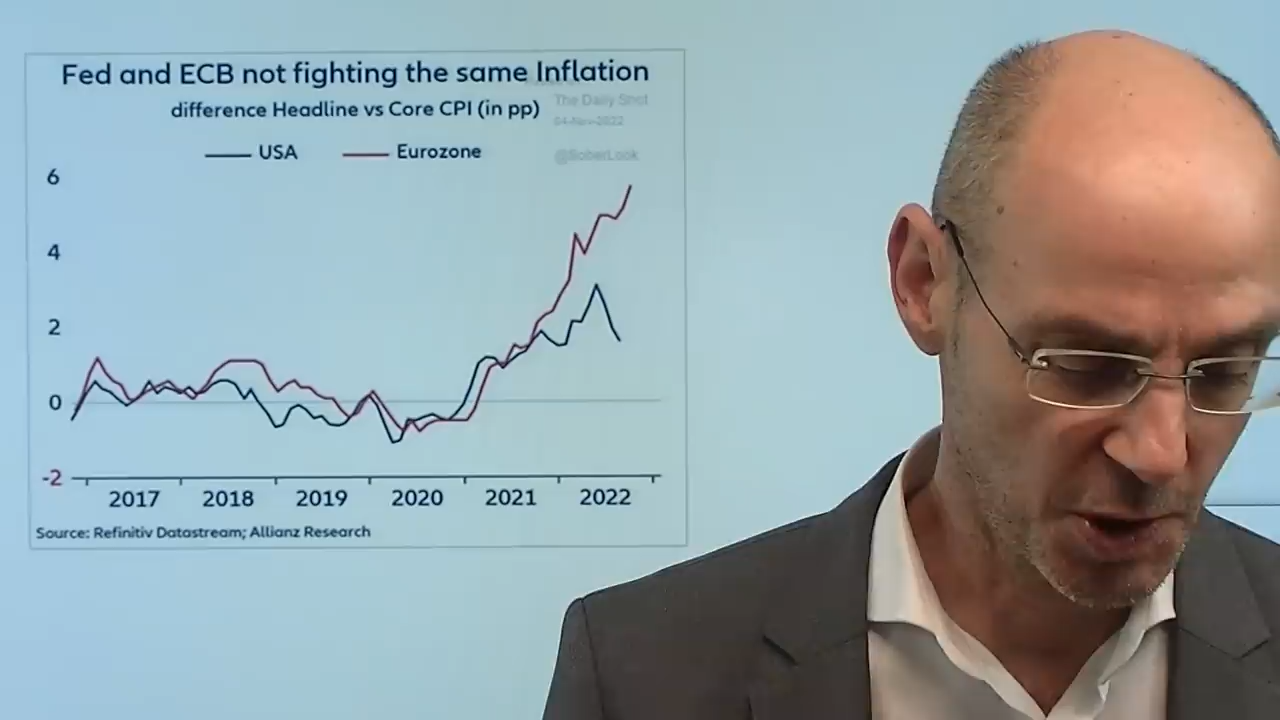 Fed and ECB not fighting the same Inflation
difference Headline vs Core CPI (in pp)
The Daily Shot
04-Nov-2022
@SoberLook
USA
Eurozone
6
4
2
0
-2
2017
2018
2019
2020
2021
2022
Source: Refinitiv Datastream; Allianz Research